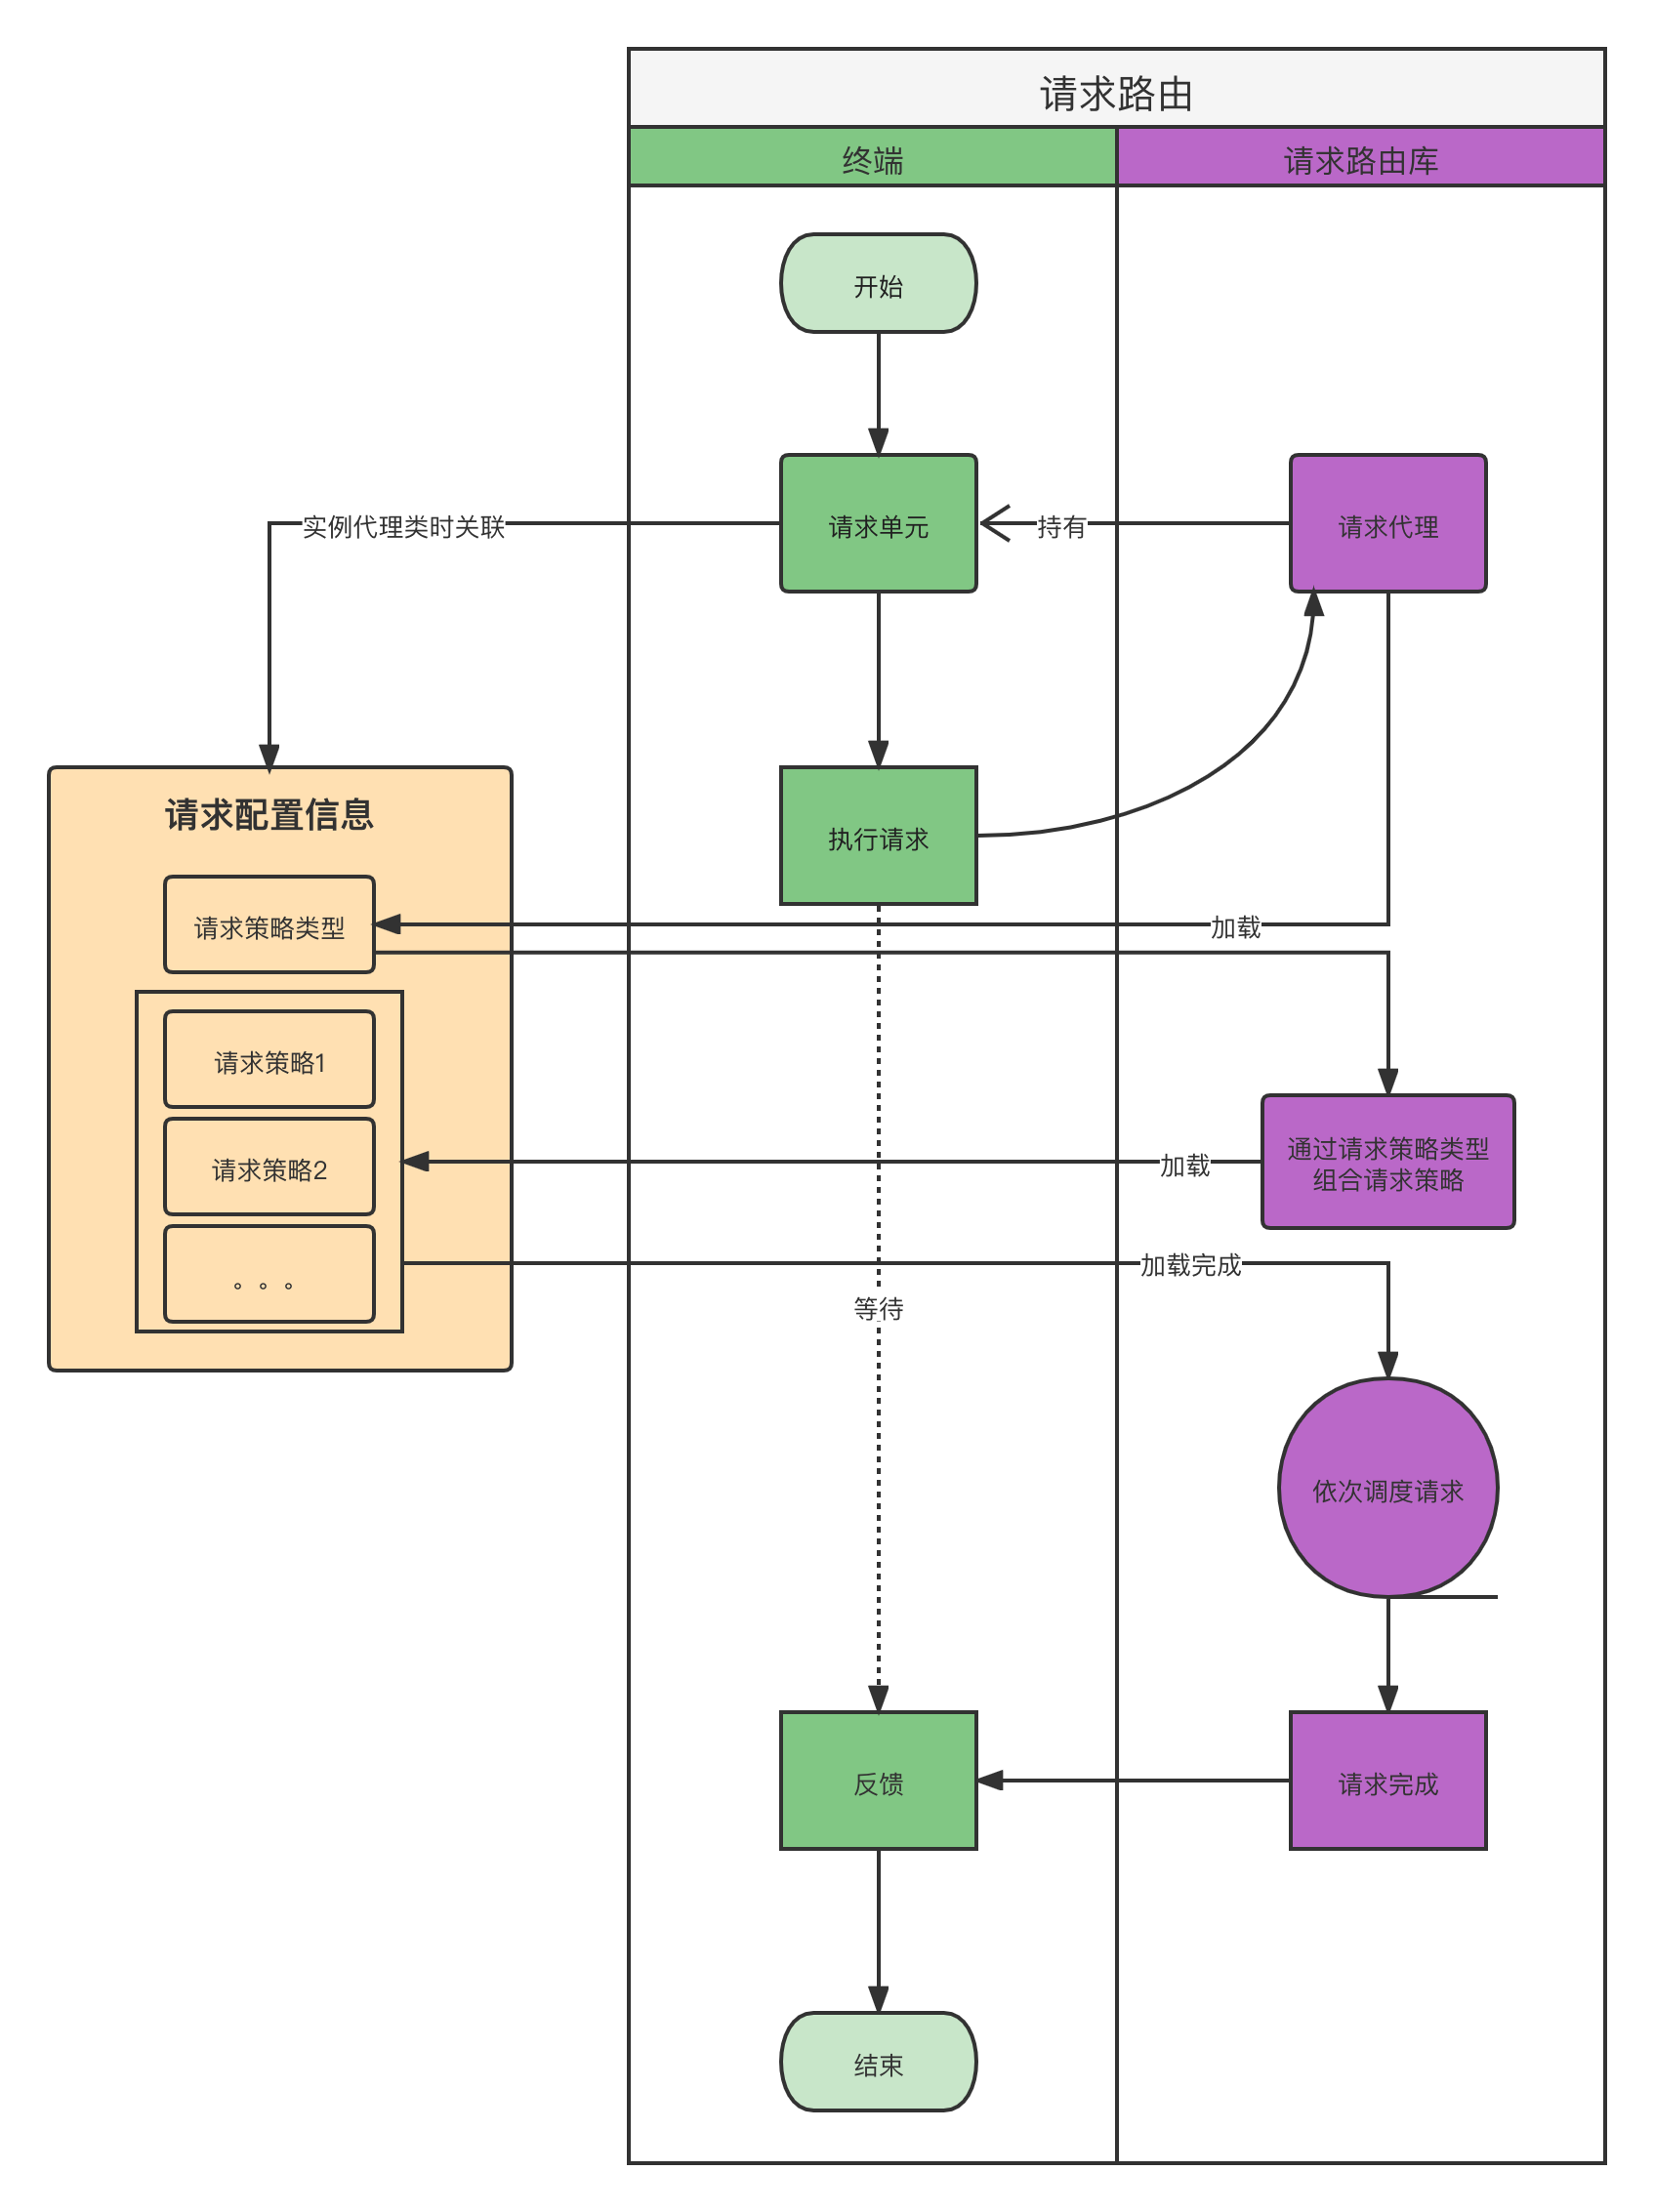 请求路由
终端
请求路由库
开始
实例代理类时关联
请求单元
持有
请求代理
请求配置信息
执行请求
请求策略类型
加载
请求策略1
通过请求策略类型
组合请求策略
加载
请求策略2
加载完成
。。。
等待
依次调度请求
反馈
请求完成
结束